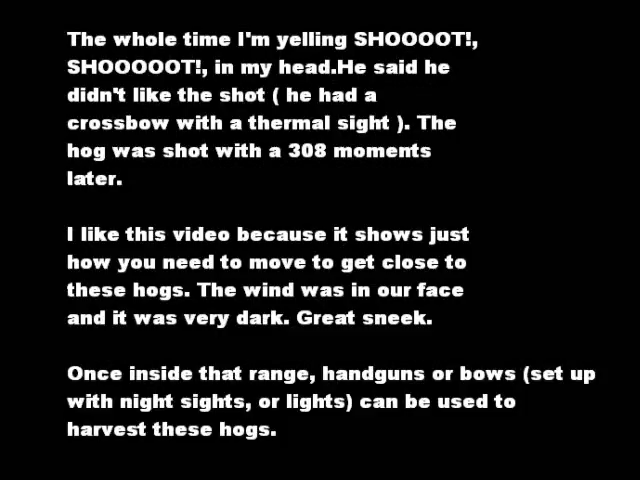 The whole time I'm yelling SHOOOOT!,
SHOOOOOT!, in my head.He said he
didn't like the shot ( he had a
crossbow with a thermal sight ). The
hog was shot with a 308 moments
later.
I like this video because it shows just
how you need to move to get close to
these hogs. The wind was in our face
and it was very dark. Great sneek.
Once inside that range, handguns or bows (set up
with night sights, or lights) can be used to
harvest these hogs.